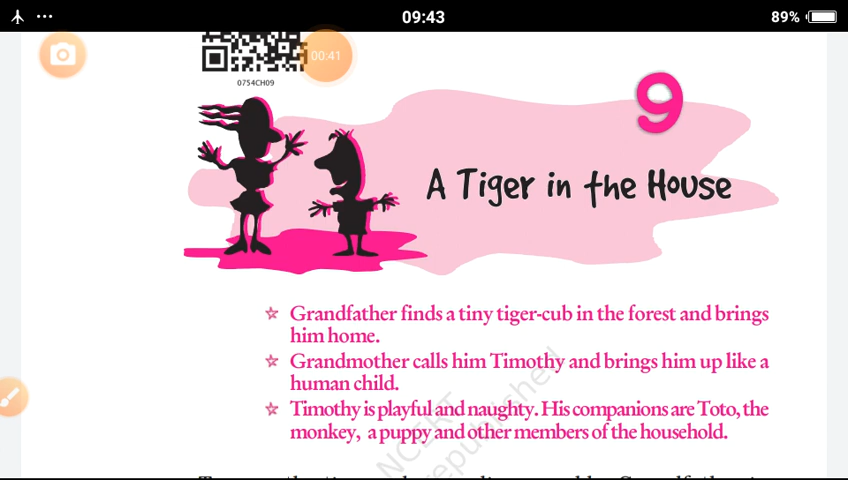 09:43
89%
00:41
0754CH09
9
A Tiger in the House
Grandfather finds a tiny tiger-cub in the forest and brings
him home.
Grandmother calls him Timothy and brings him up like a
human child.
Timothy is playful and naughty. His companions are Toto, the
monkey, a puppy and other members of the household.
NCERT
republished